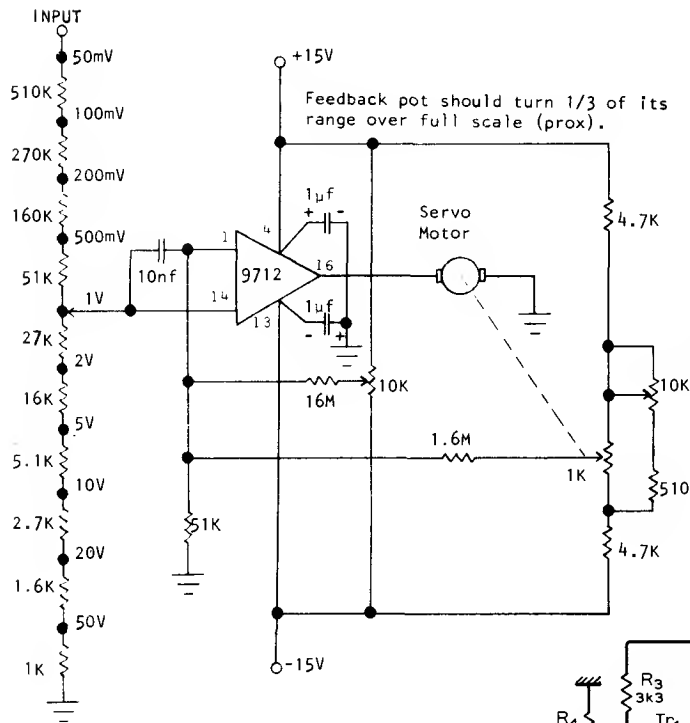 INPUT
50mV
510K
100mV
270K
200mV
160K
500mV
51K
1V
27K
2V
16K
5V
5.1K
10V
2.7K
20V
1.6K
50V
1K
+15V
Feedback pot should turn 1/3 of its
range over full scale (prox).
10nf
1
4
14
9712
13
16
1µf
+ -
1µf
- +
Servo
Motor
4.7K
16M
10K
10K
1.6M
1K
510
51K
4.7K
-15V
R3
3k3
R4
Tr1